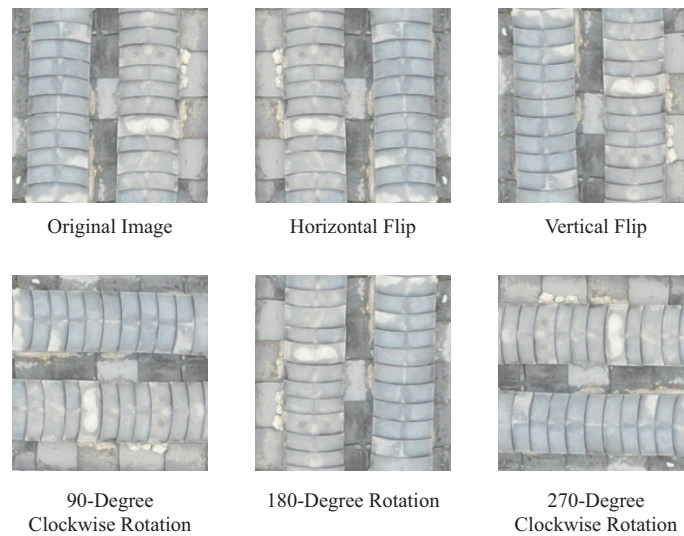 Original Image
Horizontal Flip
Vertical Flip
90-Degree
Clockwise Rotation
180-Degree Rotation
270-Degree
Clockwise Rotation